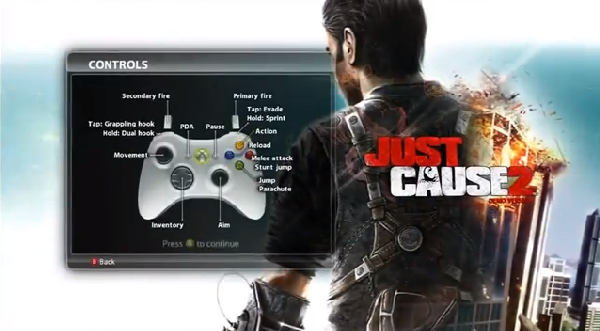 CONTROLS
Secondary fire
Primary fire
Tap: Evade
Hold: Sprint
Tap: Grappling hook
Hold: Dual hook
PDA
Pause
Action
Reload
Movement
Melee attack
Stunt jump
Jump
Parachute
Inventory
Aim
Press A to continue
B Back
JUST
CAUSE 2